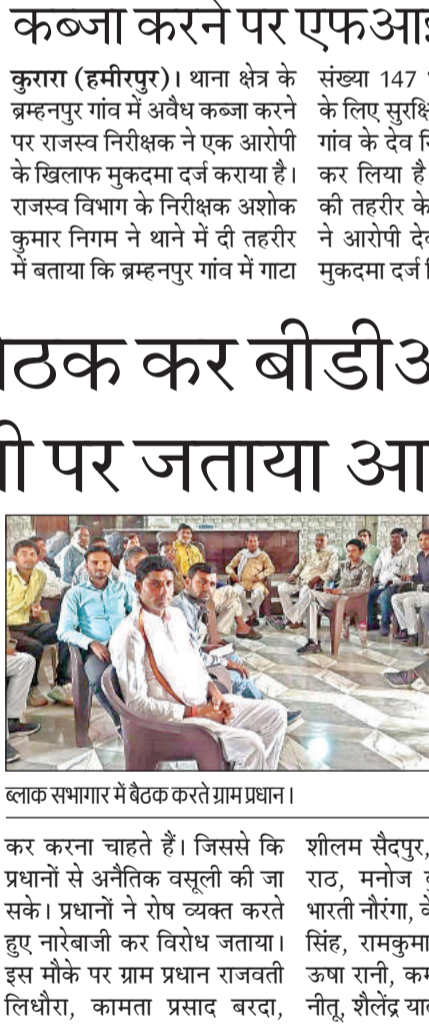 कब्जा करने पर
कुरारा (हमीरपुर)। थाना क्षेत्र के
ब्रम्हनपुर गांव में अवैध कब्जा करने
पर राजस्व निरीक्षक ने एक आरोपी
के खिलाफ मुकदमा दर्ज कराया है।
राजस्व विभाग के निरीक्षक अशोक
कुमार निगम ने थाने में दी तहरीर
में बताया कि ब्रम्हनपुर गांव में गाटा
संख्या 147
के लिए
गांव के देव
कर लिया है
की तहरीर के
ने आरोपी
मुकदमा दर्ज
कर बीडीअ
पर जताया आ
ब्लाक सभागार में बैठक करते ग्राम प्रधान।
कर करना चाहते हैं। जिससे कि
प्रधानों से अनैतिक वसूली की जा
सके। प्रधानों ने रोष व्यक्त करते
हुए नारेबाजी कर विरोध जताया।
इस मौके पर ग्राम प्रधान राजवती
लिधौरा, कामता प्रसाद बरदा,
शीलम सैदपुर,
राठ, मनोज
भारती नौरंगा,
सिंह, रामकुमा
ऊषा रानी,
नीतू, शैलेंद्र